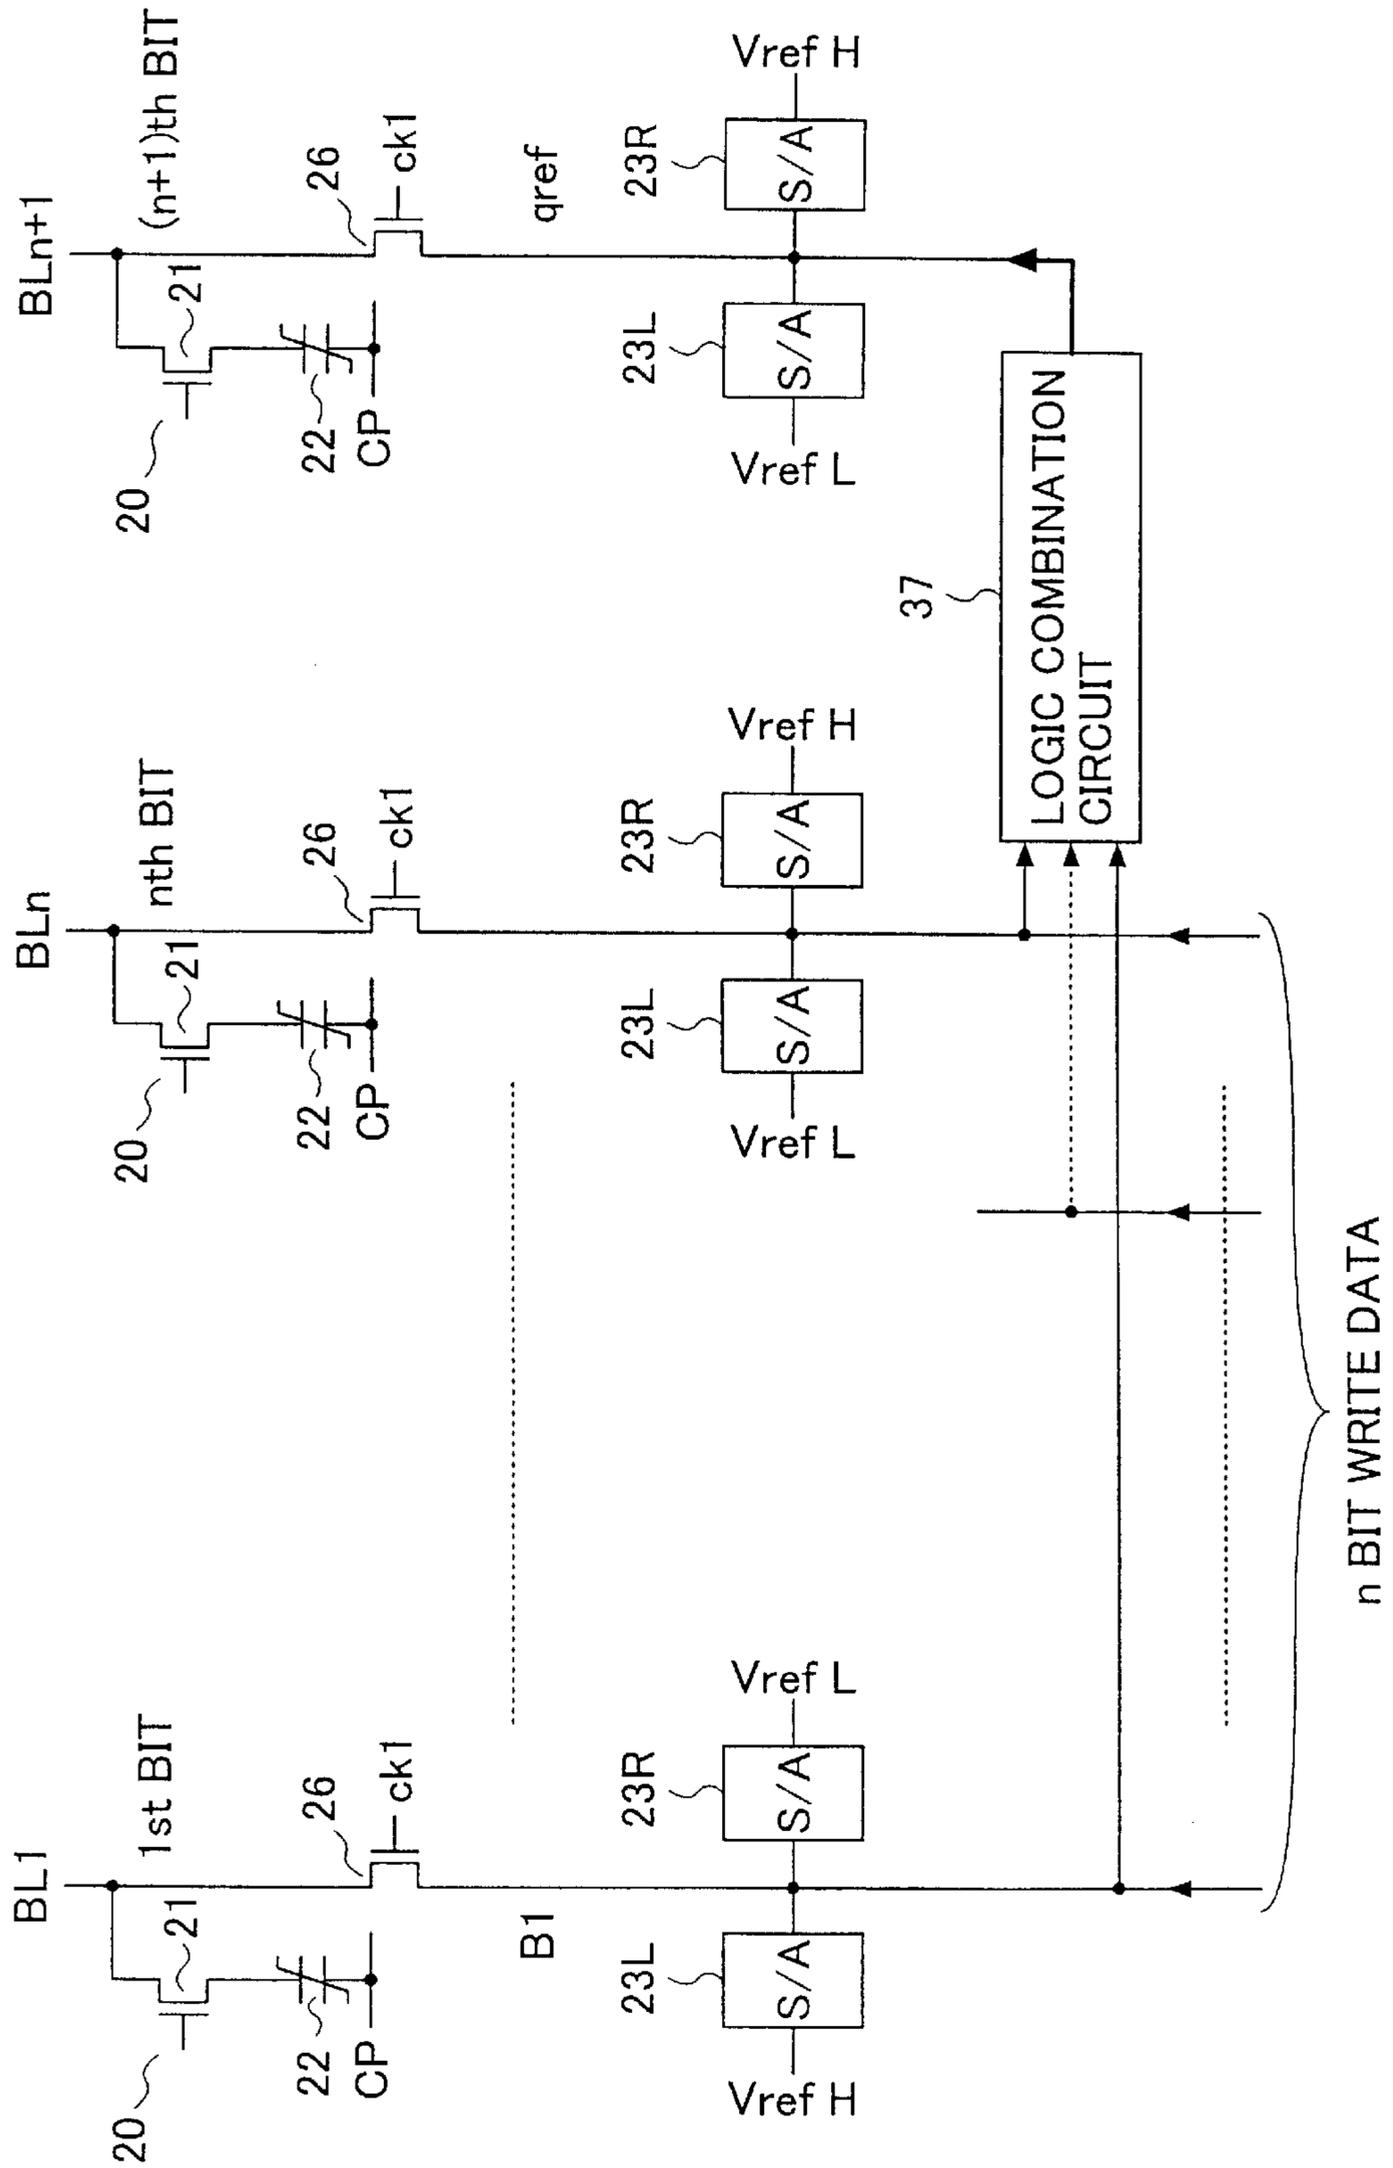 BL1
1st BIT
20
21
22
CP
26
ck1
B1
Vref H
23L
S/A
23R
S/A
Vref L
BLn
nth BIT
20
21
22
CP
26
ck1
Vref L
23L
S/A
23R
S/A
Vref H
BLn+1
(n+1)th BIT
20
21
22
CP
26
ck1
qref
Vref L
23L
S/A
23R
S/A
Vref H
37
LOGIC COMBINATION
CIRCUIT
n BIT WRITE DATA